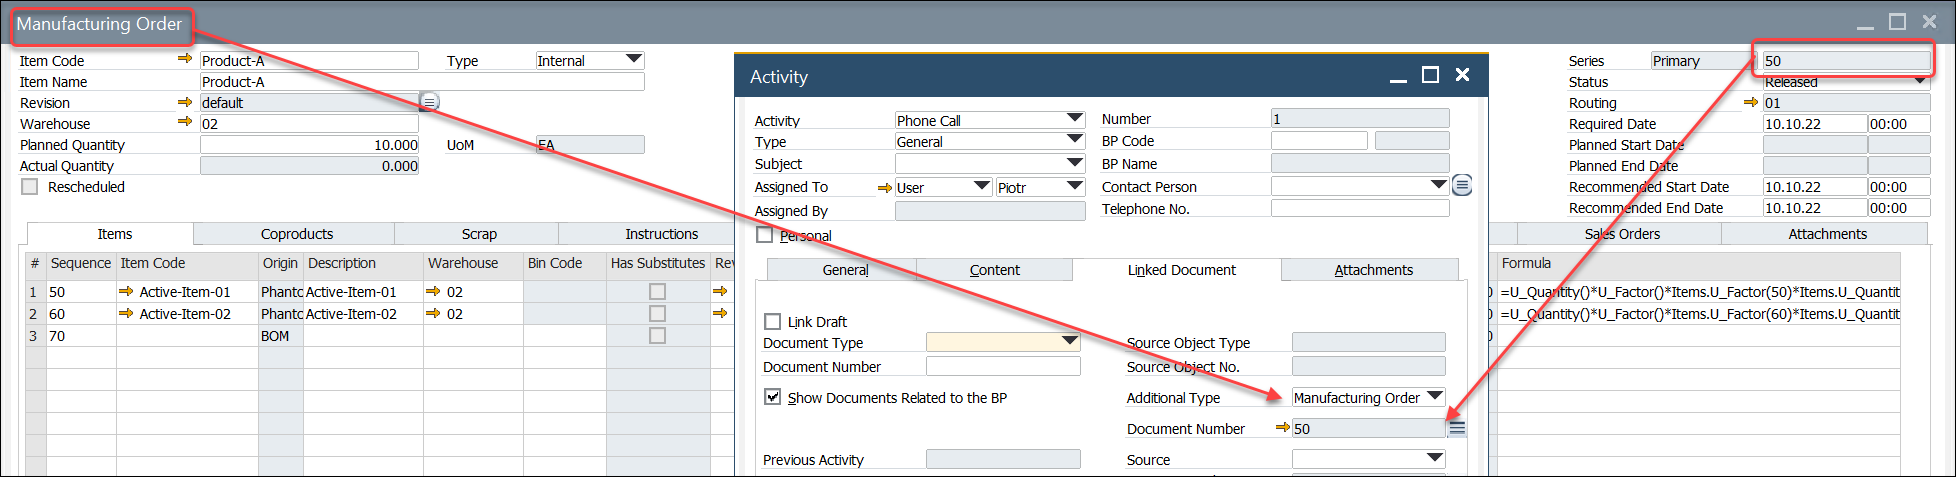 Manufacturing Order
Item Code Product-A Type Internal
Item Name Product-A
Revision default
Warehouse 02
Planned Quantity 10.000 UoM EA
Actual Quantity 0.000
Rescheduled
Series Primary 50
Status Released
Routing 01
Required Date 10.10.22 00:00
Planned Start Date
Planned End Date
Recommended Start Date 10.10.22 00:00
Recommended End Date 10.10.22 00:00
Items Coproducts Scrap Instructions Sales Orders Attachments
# Sequence Item Code Origin Description Warehouse Bin Code Has Substitutes Rev Formula
1 50 Active-Item-01 Phantc Active-Item-01 02 0 =U_Quantity()*U_Factor()*Items.U_Factor(50)*Items.U_Quantit
2 60 Active-Item-02 Phantc Active-Item-02 02 0 =U_Quantity()*U_Factor()*Items.U_Factor(60)*Items.U_Quantit
3 70 BOM 0
Activity
Activity Phone Call Number 1
Type General BP Code
Subject BP Name
Assigned To User Piotr Contact Person
Assigned By Telephone No.
Personal
General Content Linked Document Attachments
Link Draft
Document Type Source Object Type
Document Number Source Object No.
Show Documents Related to the BP Additional Type Manufacturing Order
Document Number 50
Previous Activity Source